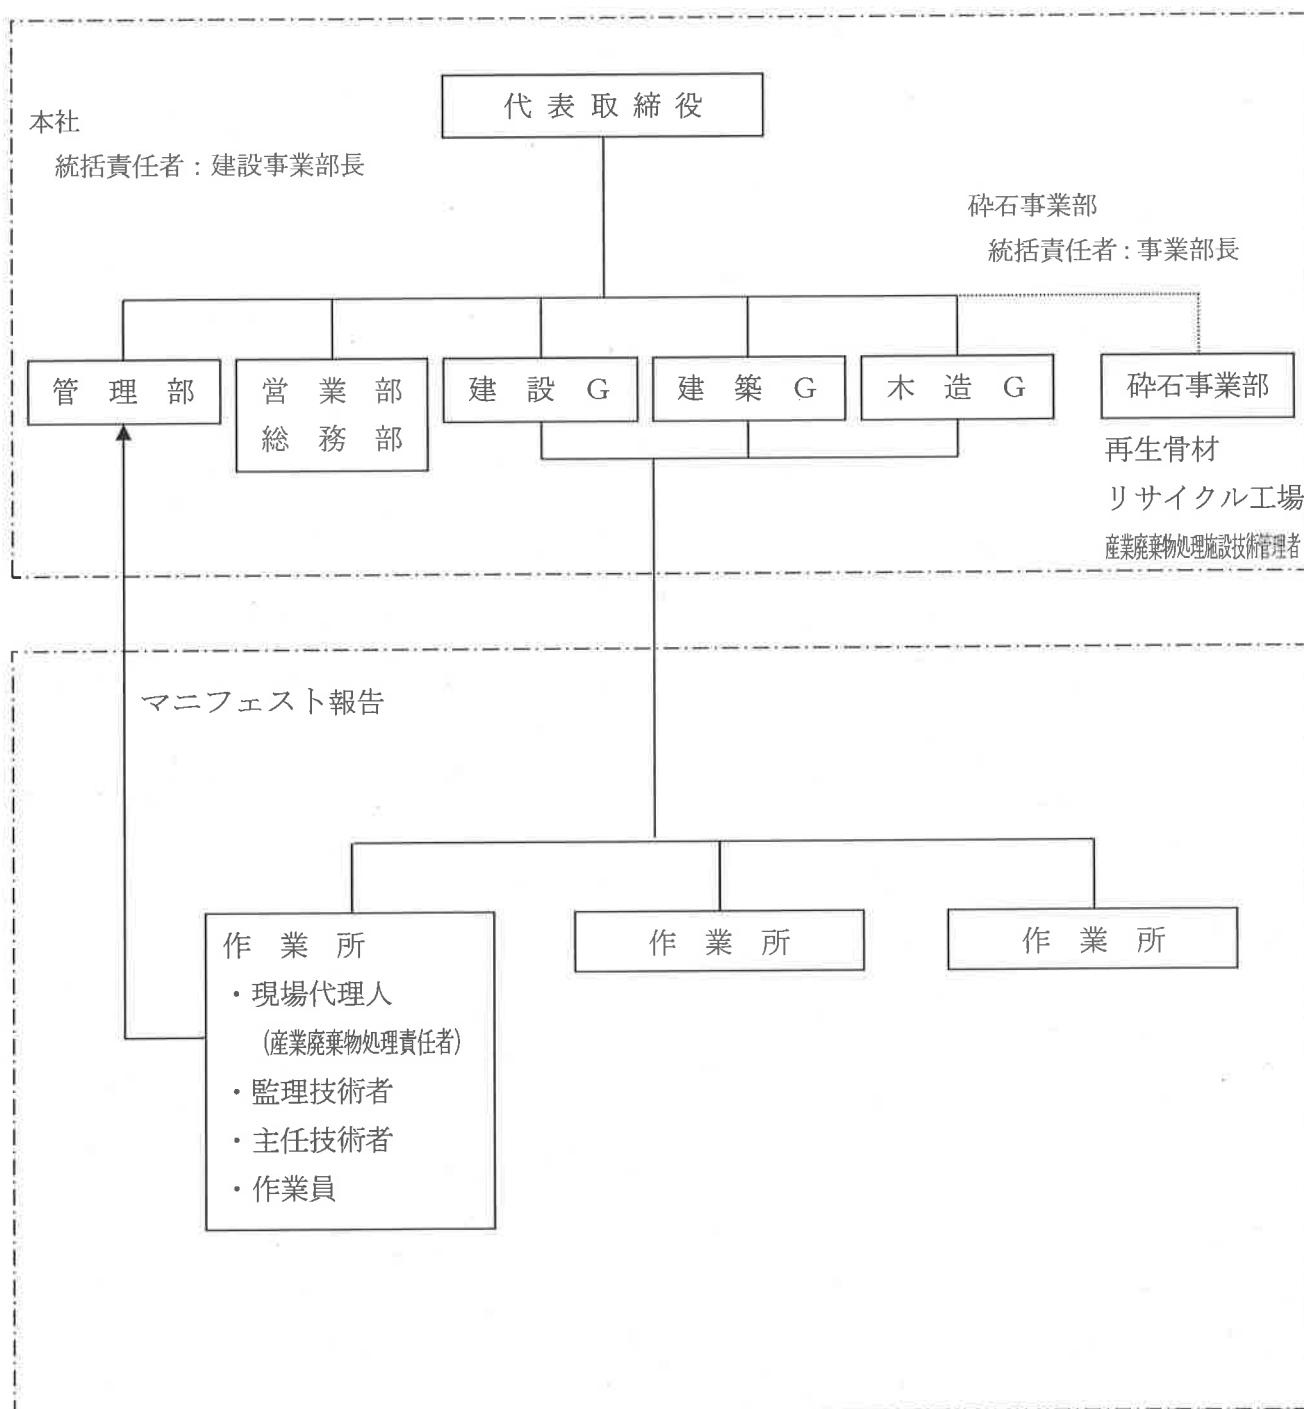 代表取締役
本社
統括責任者：建設事業部長
砕石事業部
統括責任者：事業部長
管理部
営業部
総務部
建設G
建築G
木造G
砕石事業部
再生骨材
リサイクル工場
産業廃棄物処理施設技術管理者
マニフェスト報告
作業所
・現場代理人
(産業廃棄物処理責任者)
・監理技術者
・主任技術者
・作業員
作業所
作業所